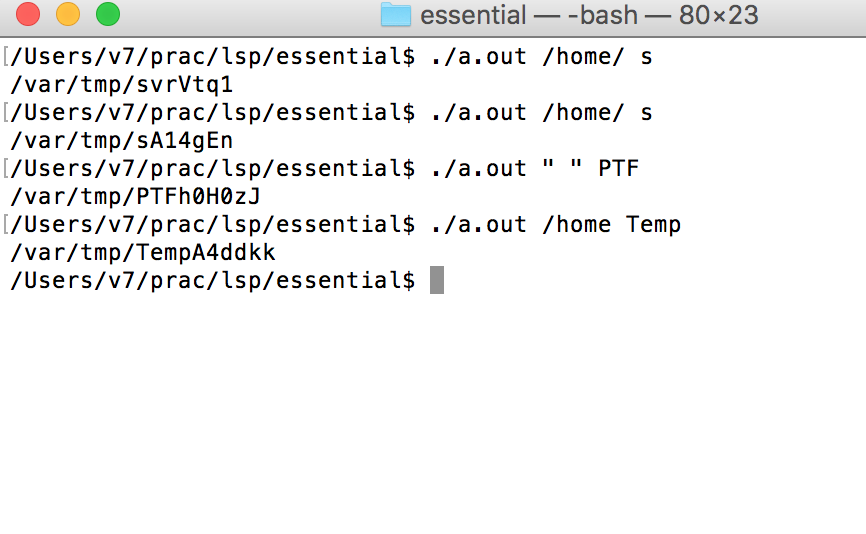 essential — -bash — 80×23
[/Users/v7/prac/lsp/essential$ ./a.out /home/ s
/var/tmp/svrVtq1
[/Users/v7/prac/lsp/essential$ ./a.out /home/ s
/var/tmp/sA14gEn
[/Users/v7/prac/lsp/essential$ ./a.out " " PTF
/var/tmp/PTFh0H0zJ
[/Users/v7/prac/lsp/essential$ ./a.out /home Temp
/var/tmp/TempA4ddkk
/Users/v7/prac/lsp/essential$